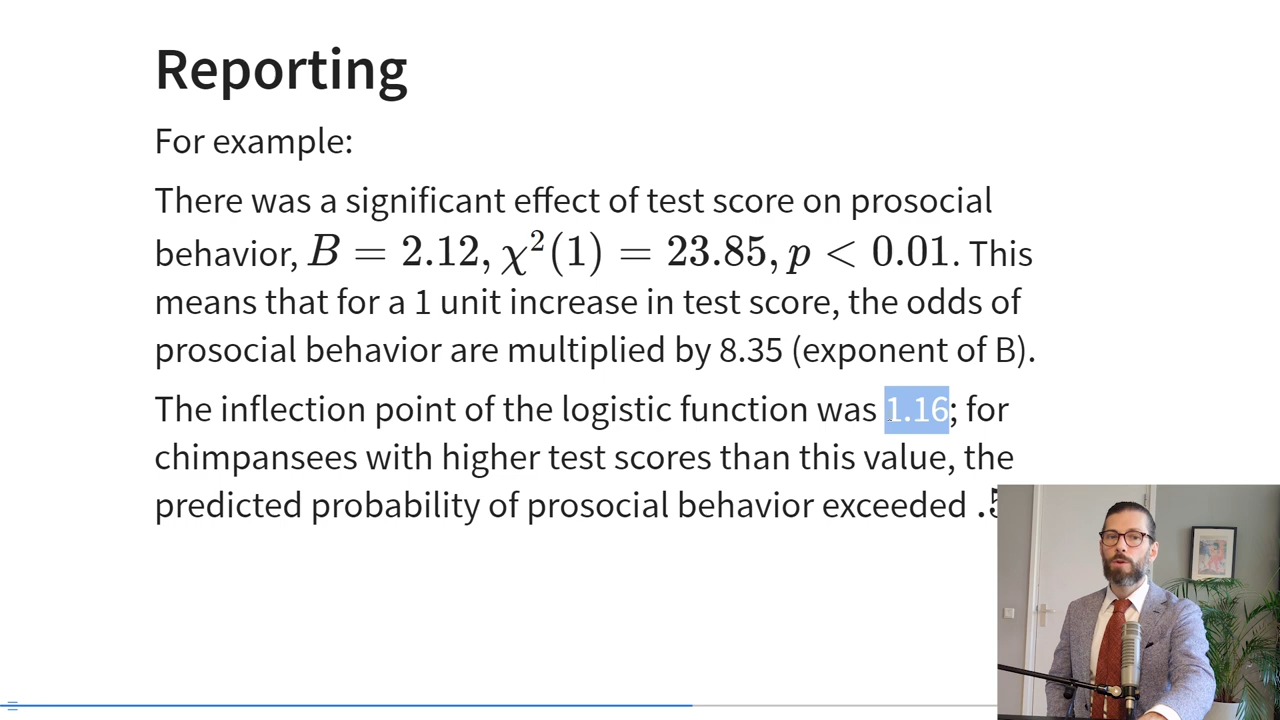 Reporting
For example:
There was a significant effect of test score on prosocial
behavior, B = 2.12, χ²(1) = 23.85, p < 0.01. This
means that for a 1 unit increase in test score, the odds of
prosocial behavior are multiplied by 8.35 (exponent of B).
The inflection point of the logistic function was 1.16; for
chimpansees with higher test scores than this value, the
predicted probability of prosocial behavior exceeded